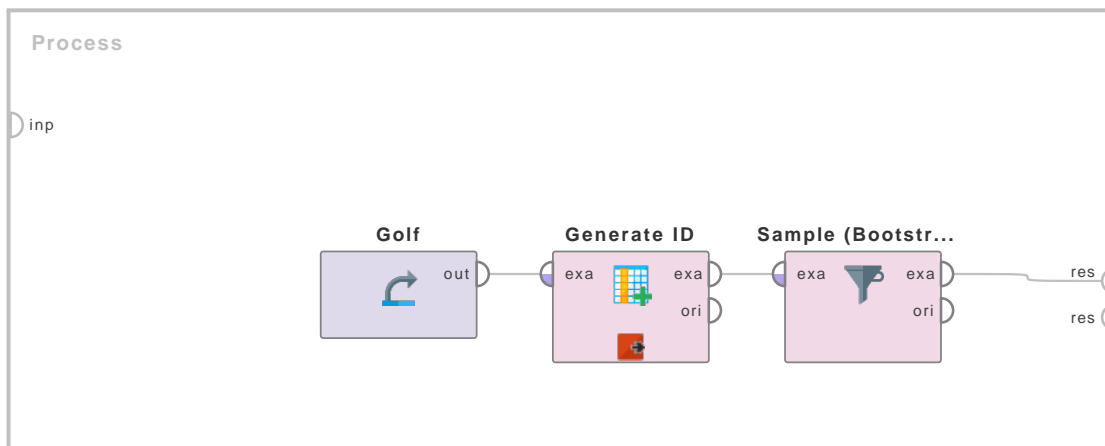 Process
inp
Golf
out
Generate ID
exa
exa
ori
Sample (Bootstr...
exa
exa
ori
res
res